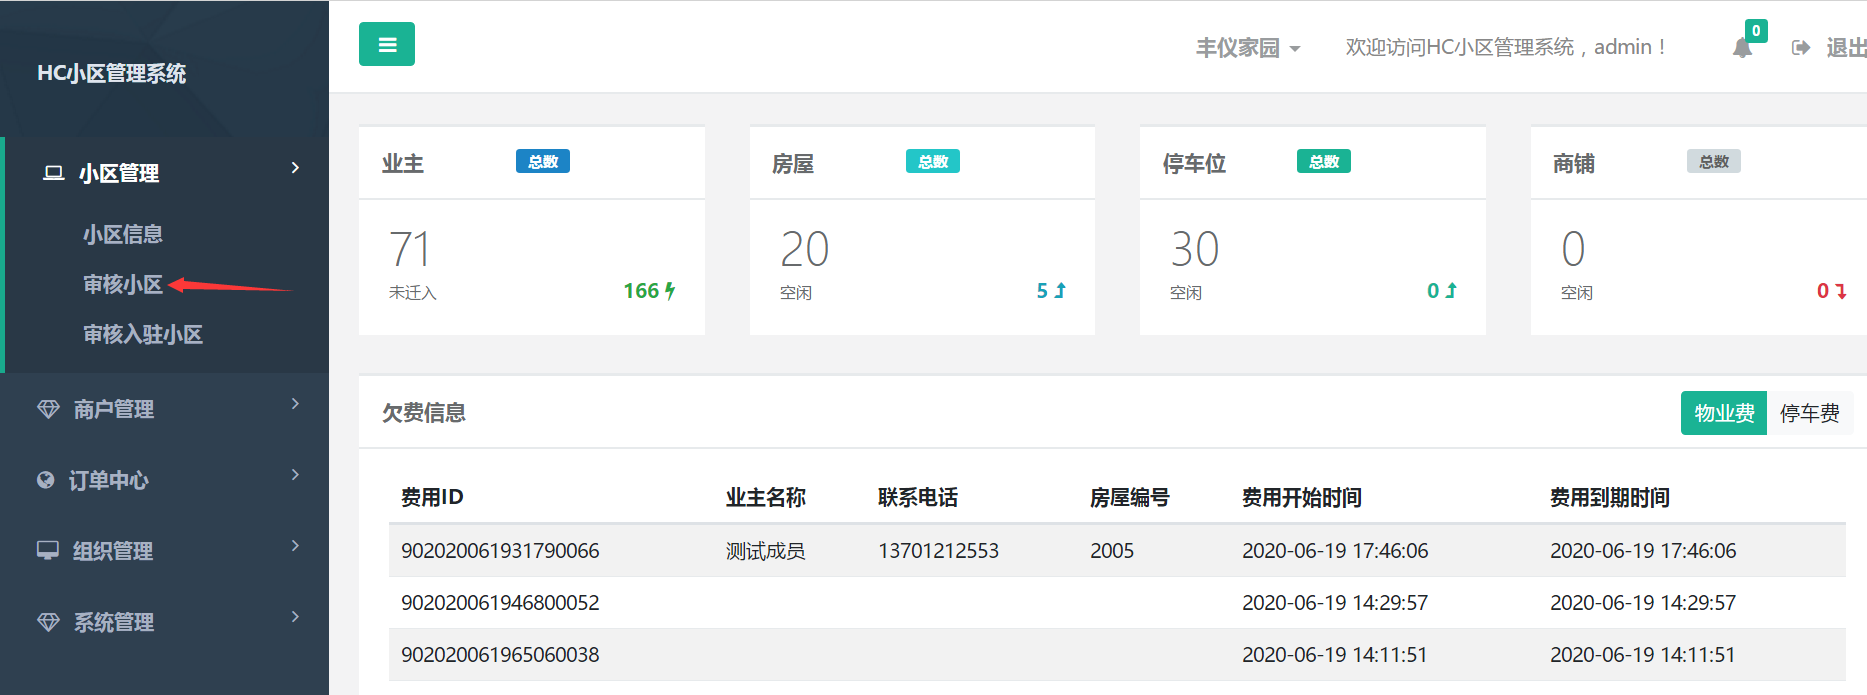 HC小区管理系统
丰仪家园
欢迎访问HC小区管理系统，admin！
0
退出
小区管理
小区信息
审核小区
审核入驻小区
商户管理
订单中心
组织管理
系统管理
业主 总数
71
未迁入 166
房屋 总数
20
空闲 5
停车位 总数
30
空闲 0
商铺 总数
0
空闲 0
欠费信息 物业费 停车费
费用ID 业主名称 联系电话 房屋编号 费用开始时间 费用到期时间
902020061931790066 测试成员 13701212553 2005 2020-06-19 17:46:06 2020-06-19 17:46:06
902020061946800052 2020-06-19 14:29:57 2020-06-19 14:29:57
902020061965060038 2020-06-19 14:11:51 2020-06-19 14:11:51